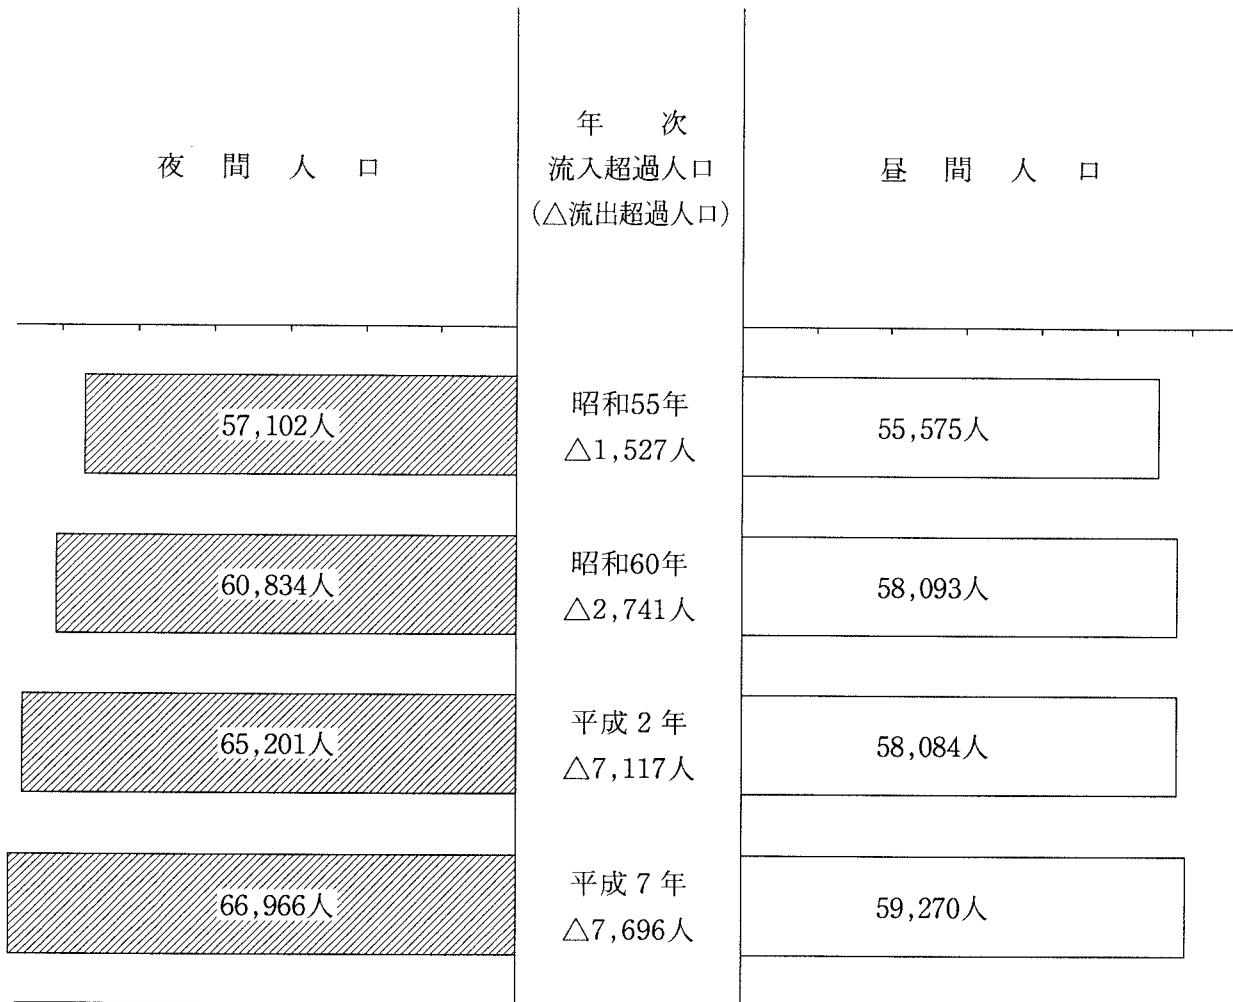 夜間人口
年次
流入超過人口
(△流出超過人口)
昼間人口
57,102人
昭和55年
△1,527人
55,575人
60,834人
昭和60年
△2,741人
58,093人
65,201人
平成2年
△7,117人
58,084人
66,966人
平成7年
△7,696人
59,270人